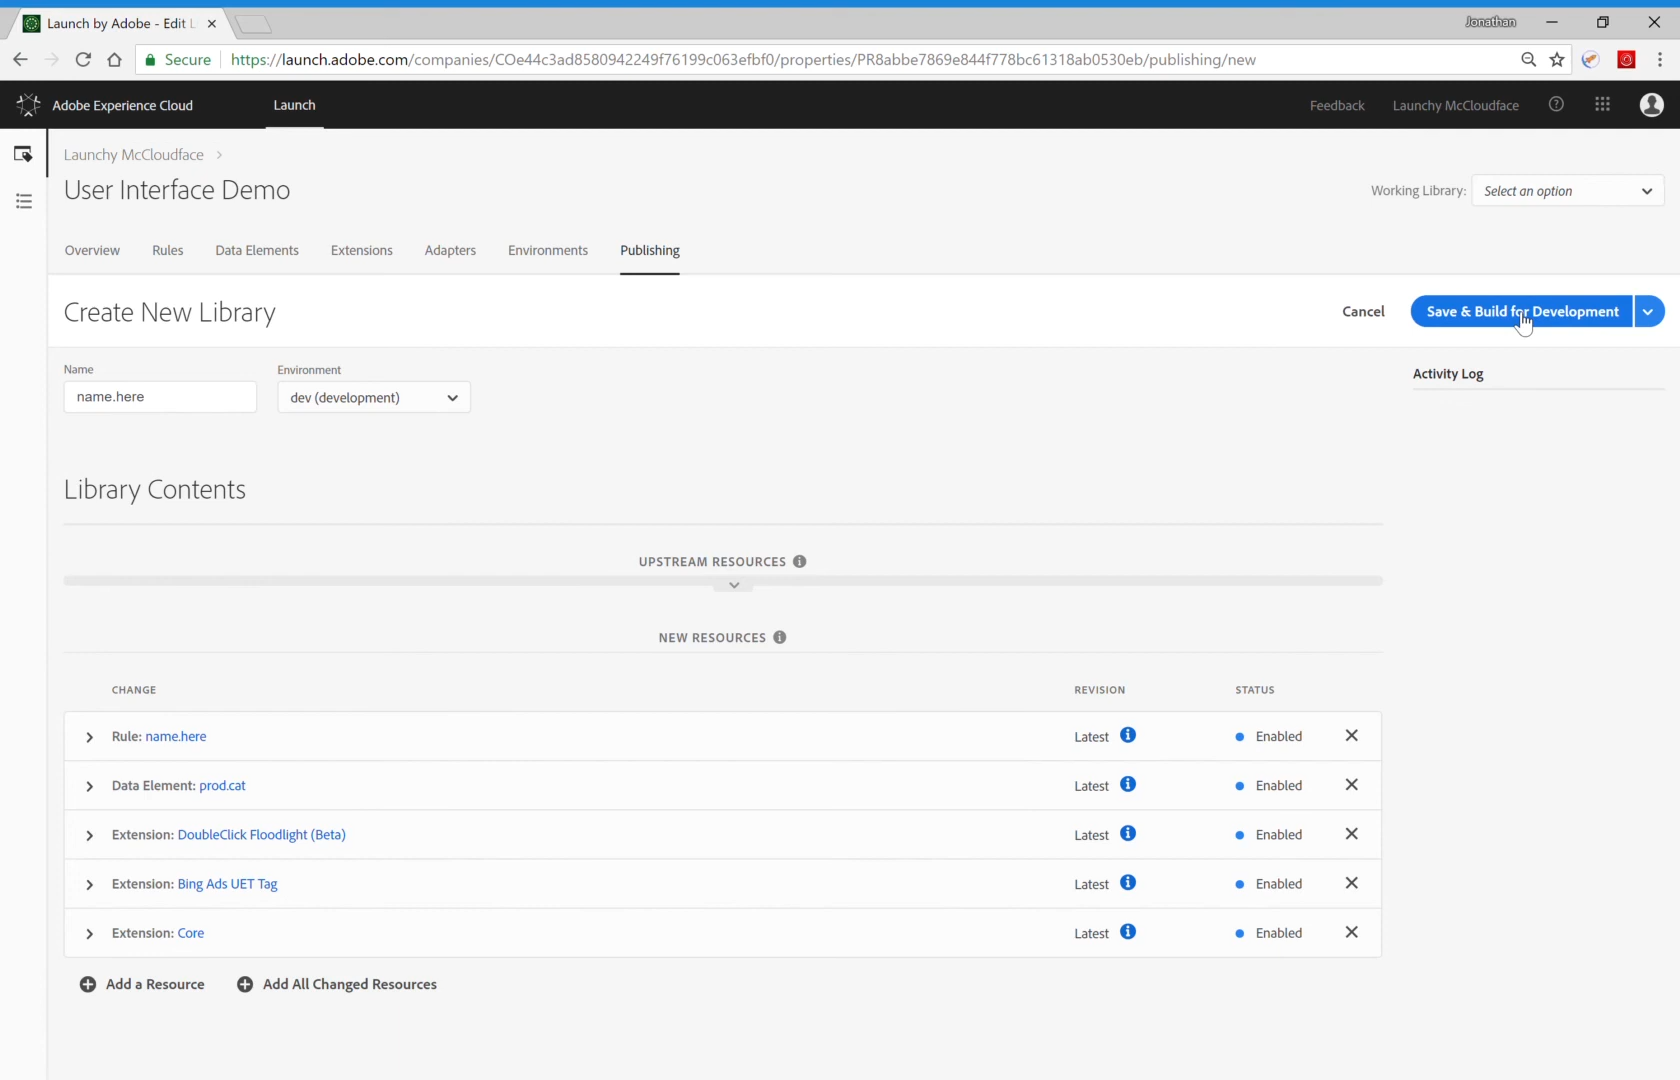 Launch by Adobe - Edit L
Jonathan
Secure
https://launch.adobe.com/companies/COe44c3ad8580942249f76199c063efbf0/properties/PR8abbe7869e844f778bc61318ab0530eb/publishing/new
Adobe Experience Cloud
Launch
Feedback
Launchy McCloudface
Launchy McCloudface
User Interface Demo
Working Library:
Select an option
Overview
Rules
Data Elements
Extensions
Adapters
Environments
Publishing
Create New Library
Cancel
Save & Build for Development
Name
Environment
Activity Log
name.here
dev (development)
Library Contents
UPSTREAM RESOURCES
NEW RESOURCES
CHANGE
REVISION
STATUS
Rule: name.here
Latest
Enabled
Data Element: prod.cat
Latest
Enabled
Extension: DoubleClick Floodlight (Beta)
Latest
Enabled
Extension: Bing Ads UET Tag
Latest
Enabled
Extension: Core
Latest
Enabled
Add a Resource
Add All Changed Resources